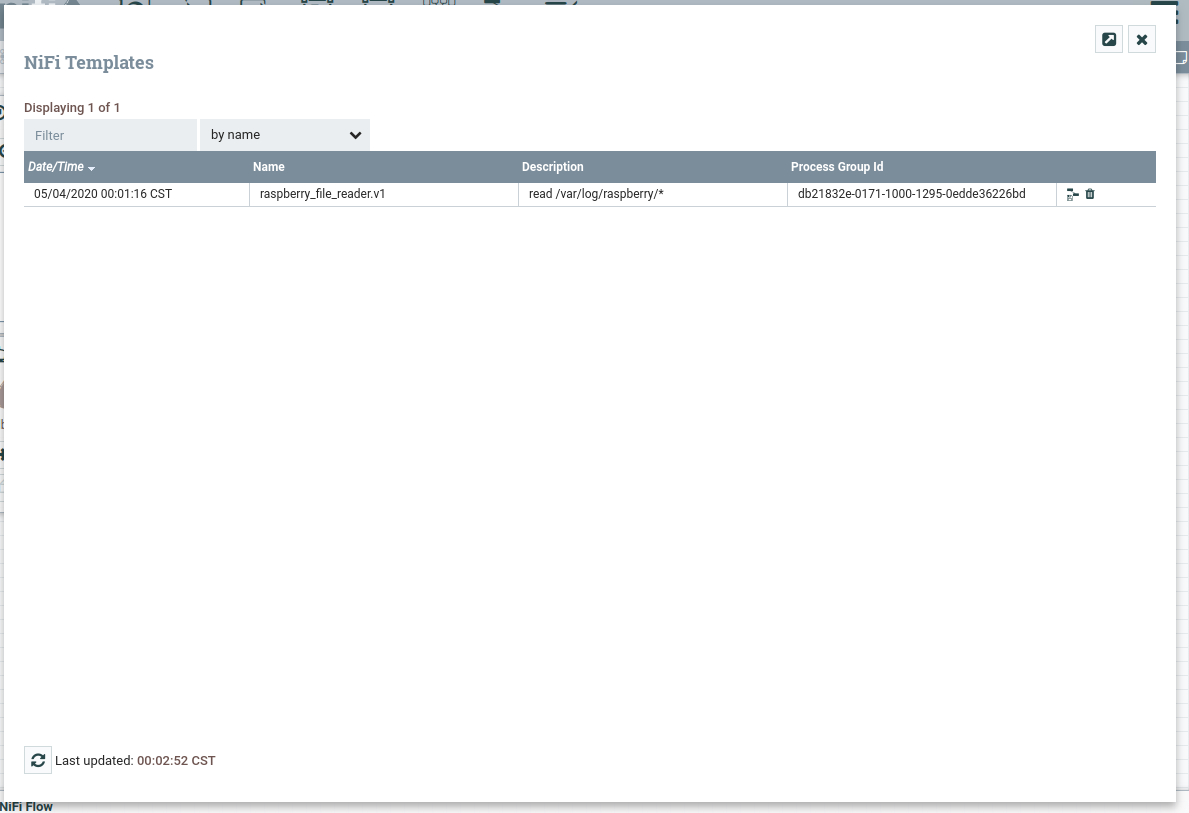 NiFi Templates
Displaying 1 of 1
Filter by name
Date/Time Name Description Process Group Id
05/04/2020 00:01:16 CST raspberry_file_reader.v1 read /var/log/raspberry/* db21832e-0171-1000-1295-0edde36226bd
Last updated: 00:02:52 CST
NiFi Flow